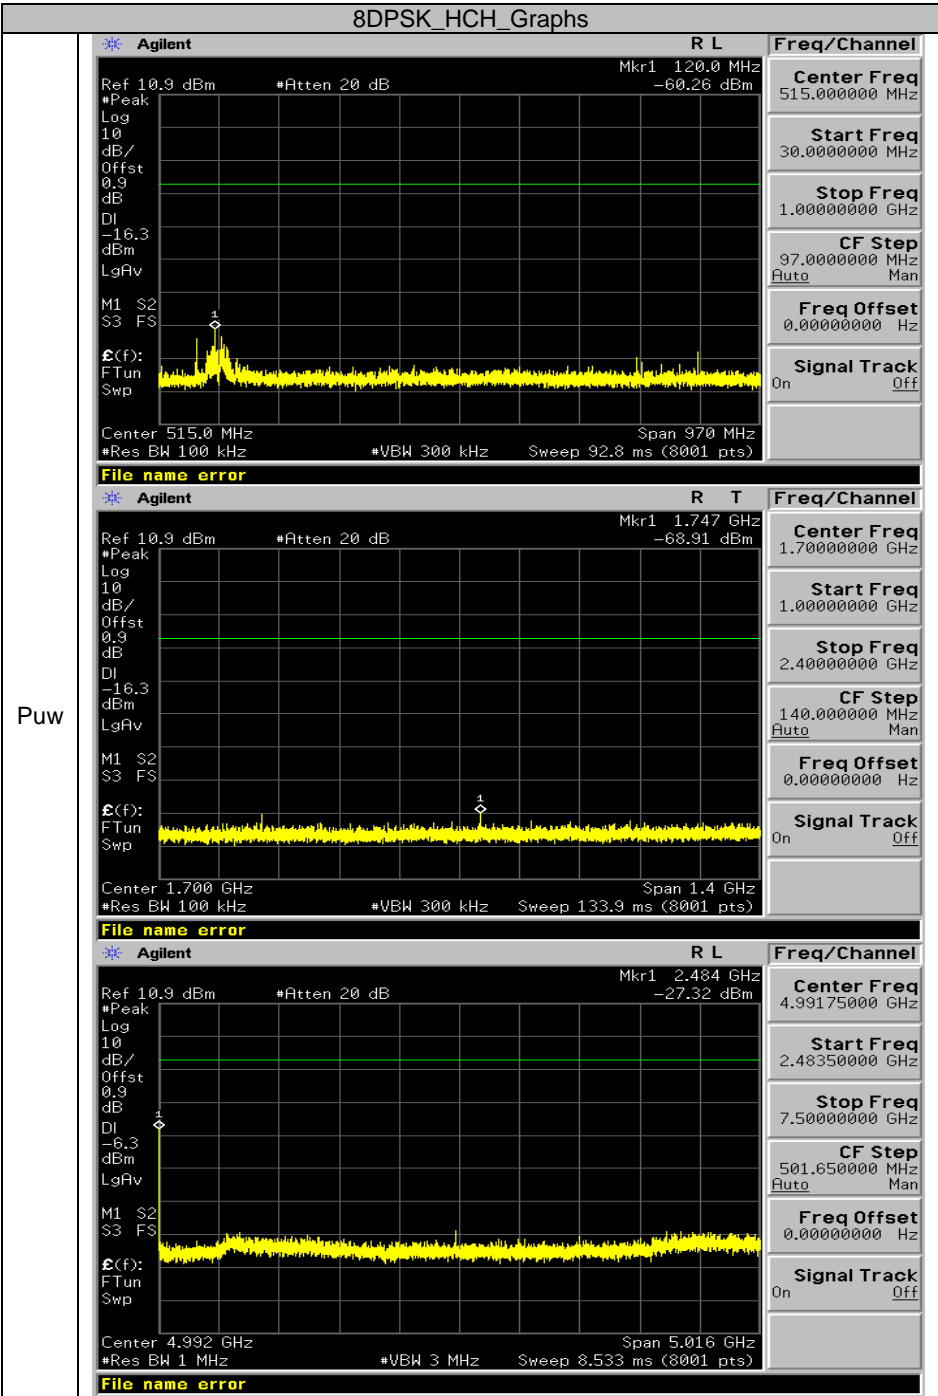 8DPSK_HCH_Graphs
Puw
Agilent R L Freq/Channel
Mkr1 120.0 MHz
Ref 10.9 dBm #Atten 20 dB -60.26 dBm
#Peak
Log
10
dB/
Offst
0.9
dB
DI
-16.3
dBm
LgAv
M1 S2
S3 FS
£(f):
FTun
Swp
1
Center 515.0 MHz Span 970 MHz
#Res BW 100 kHz #VBW 300 kHz Sweep 92.8 ms (8001 pts)
File name error
Center Freq
515.000000 MHz
Start Freq
30.0000000 MHz
Stop Freq
1.00000000 GHz
CF Step
97.0000000 MHz
Auto Man
Freq Offset
0.00000000 Hz
Signal Track
On Off
Agilent R T Freq/Channel
Mkr1 1.747 GHz
Ref 10.9 dBm #Atten 20 dB -68.91 dBm
#Peak
Log
10
dB/
Offst
0.9
dB
DI
-16.3
dBm
LgAv
M1 S2
S3 FS
£(f):
FTun
Swp
1
Center 1.700 GHz Span 1.4 GHz
#Res BW 100 kHz #VBW 300 kHz Sweep 133.9 ms (8001 pts)
File name error
Center Freq
1.70000000 GHz
Start Freq
1.00000000 GHz
Stop Freq
2.40000000 GHz
CF Step
140.000000 MHz
Auto Man
Freq Offset
0.00000000 Hz
Signal Track
On Off
Agilent R L Freq/Channel
Mkr1 2.484 GHz
Ref 10.9 dBm #Atten 20 dB -27.32 dBm
#Peak
Log
10
dB/
Offst
0.9
dB
DI
-6.3
dBm
LgAv
M1 S2
S3 FS
£(f):
FTun
Swp
1
Center 4.992 GHz Span 5.016 GHz
#Res BW 1 MHz #VBW 3 MHz Sweep 8.533 ms (8001 pts)
File name error
Center Freq
4.99175000 GHz
Start Freq
2.48350000 GHz
Stop Freq
7.50000000 GHz
CF Step
501.650000 MHz
Auto Man
Freq Offset
0.00000000 Hz
Signal Track
On Off